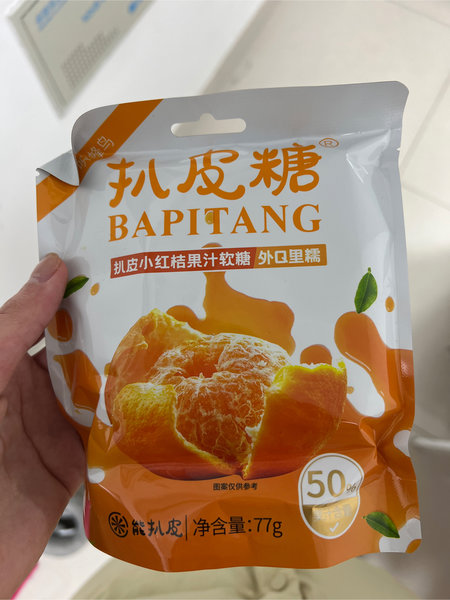 扒皮糖®
BAPITANG
扒皮小红桔果汁软糖 外Q里糯
图案仅供参考
50%
能扒皮 净含量:77g